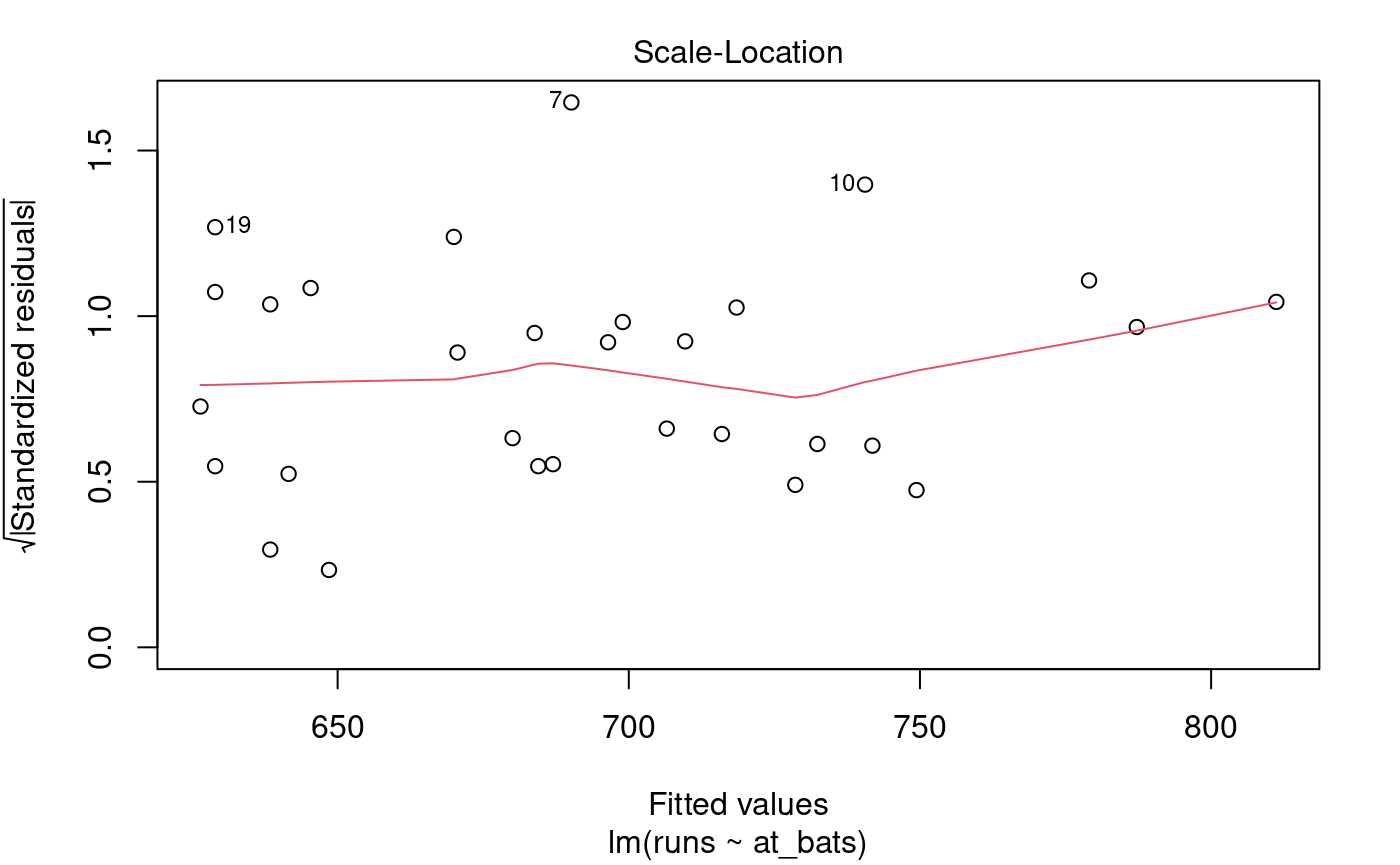 Scale-Location
√|Standardized residuals|
1.5
1.0
0.5
0.0
7
10
19
650 700 750 800
Fitted values
lm(runs ~ at_bats)